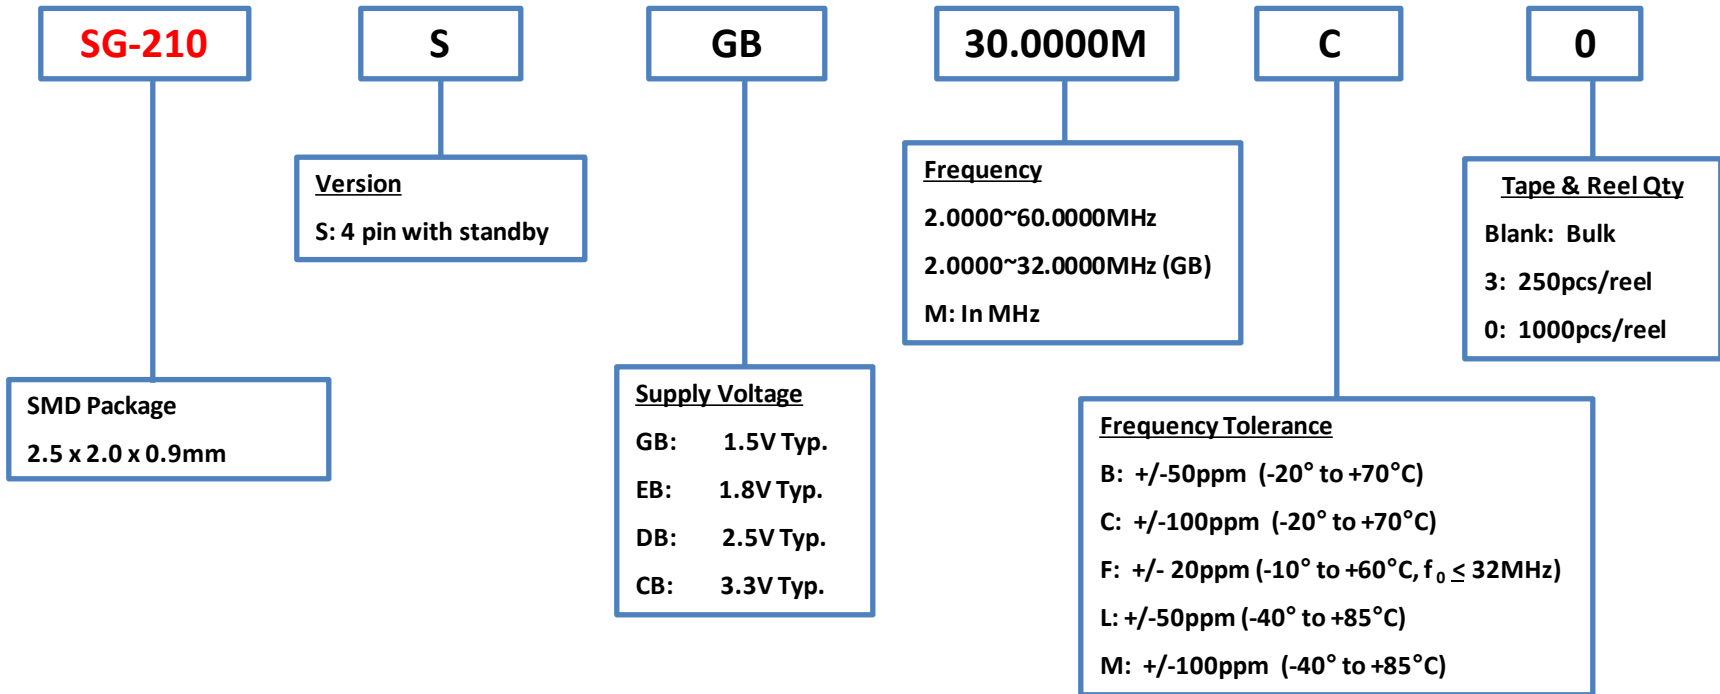 SG-210
S
GB
30.0000M
C
0
Version
S: 4 pin with standby
Frequency
2.0000~60.0000MHz
2.0000~32.0000MHz (GB)
M: In MHz
Tape & Reel Qty
Blank: Bulk
3: 250pcs/reel
0: 1000pcs/reel
SMD Package
2.5 x 2.0 x 0.9mm
Supply Voltage
GB: 1.5V Typ.
EB: 1.8V Typ.
DB: 2.5V Typ.
CB: 3.3V Typ.
Frequency Tolerance
B: +/-50ppm (-20° to +70°C)
C: +/-100ppm (-20° to +70°C)
F: +/- 20ppm (-10° to +60°C, f₀ ≤ 32MHz)
L: +/-50ppm (-40° to +85°C)
M: +/-100ppm (-40° to +85°C)